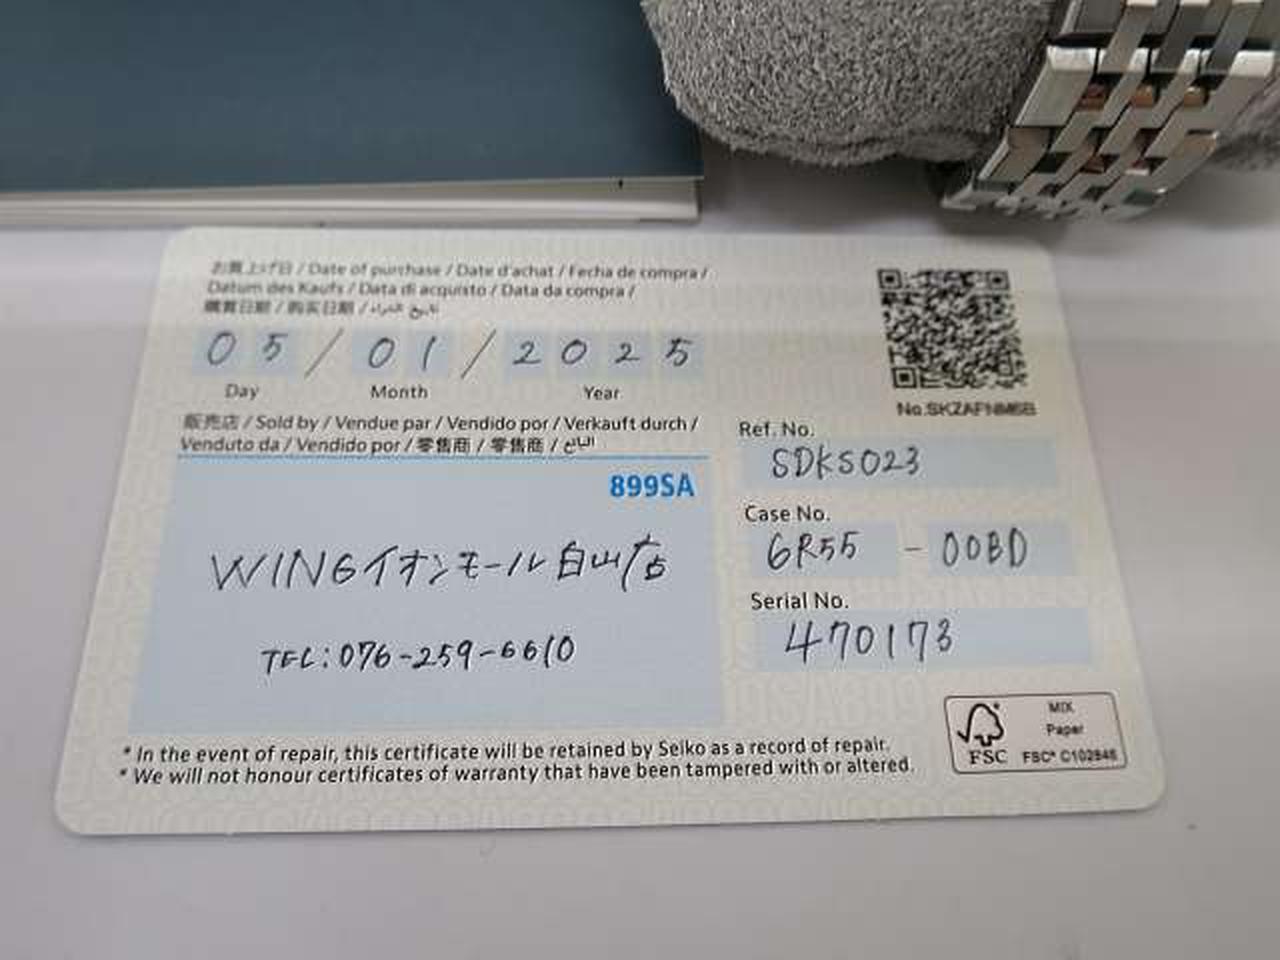 お買上げ日 / Date of purchase / Date d'achat / Fecha de compra /
Datum des Kaufs / Data di acquisto / Data da compra /
購買日期 / 购买日期 / تاريخ الشراء
05 / 01 / 2025
Day Month Year
販売店 / Sold by / Vendue par / Vendido por / Verkauft durch /
Venduto da / Vendido por / 零售商 / 零售商 / البائع
899SA
WINGイオンモール白山店
TEL:076-259-6610
No.SKZAFNM6B
Ref. No.
SDKS023
Case No.
6R55 - 00BD
Serial No.
470173
* In the event of repair, this certificate will be retained by Seiko as a record of repair.
* We will not honour certificates of warranty that have been tampered with or altered.
FSC
MIX
Paper
FSC® C102846